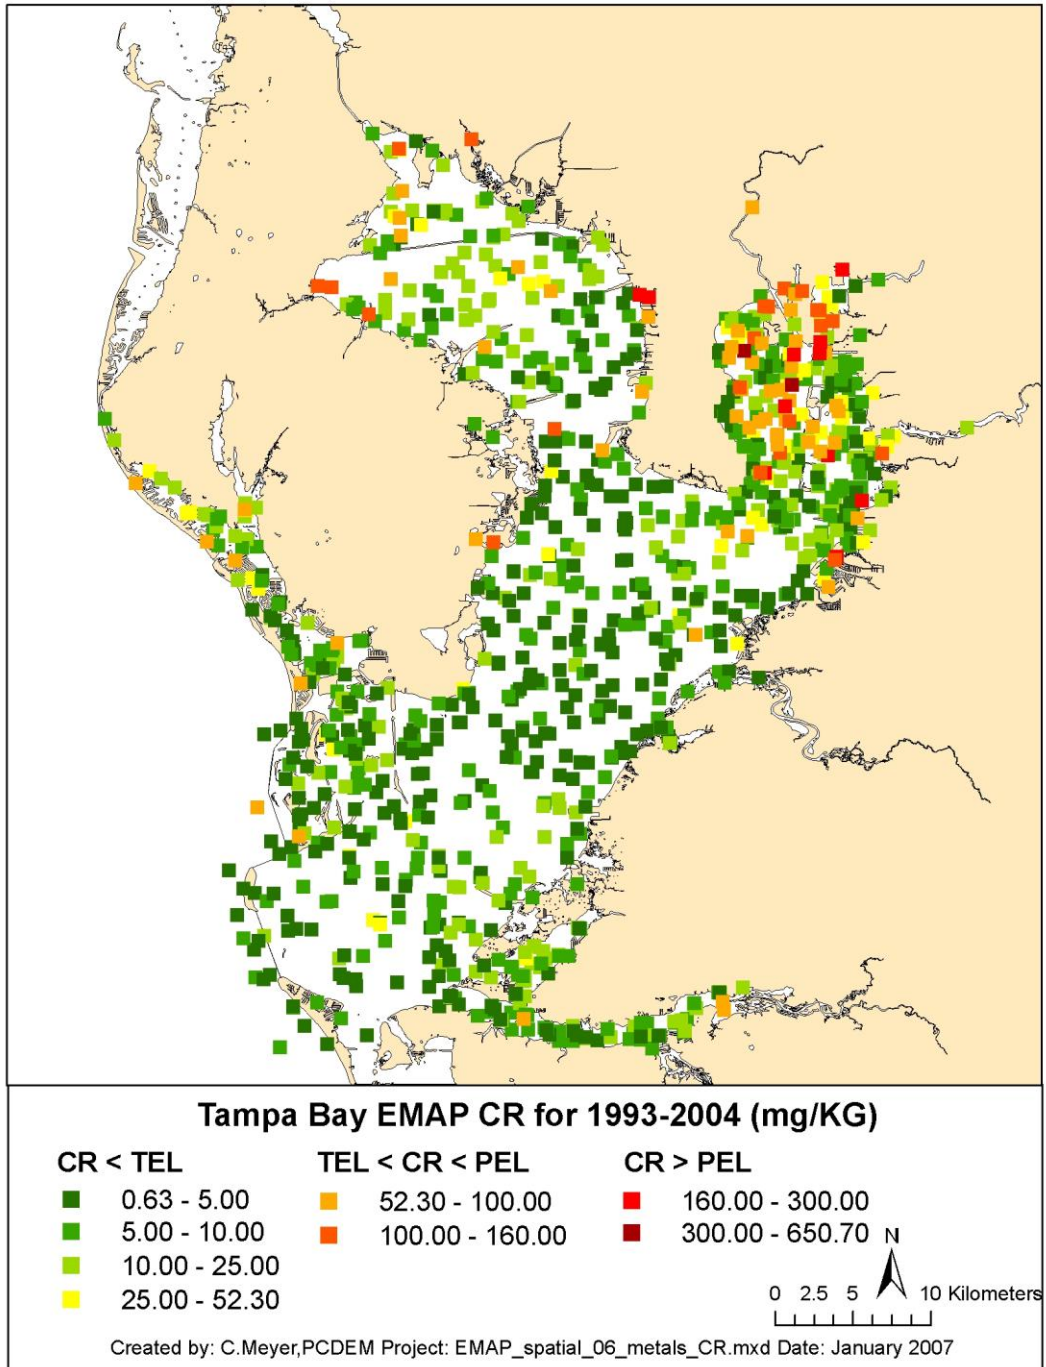 Tampa Bay EMAP CR for 1993-2004 (mg/KG)
CR < TEL
0.63 - 5.00
5.00 - 10.00
10.00 - 25.00
25.00 - 52.30
TEL < CR < PEL
52.30 - 100.00
100.00 - 160.00
CR > PEL
160.00 - 300.00
300.00 - 650.70
N
0 2.5 5 10 Kilometers
Created by: C.Meyer,PCDEM Project: EMAP_spatial_06_metals_CR.mxd Date: January 2007